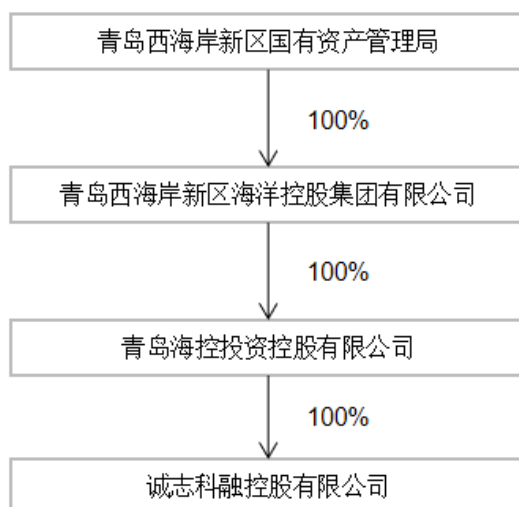 青岛西海岸新区国有资产管理局
100%
青岛西海岸新区海洋控股集团有限公司
100%
青岛海控投资控股有限公司
100%
诚志科融控股有限公司